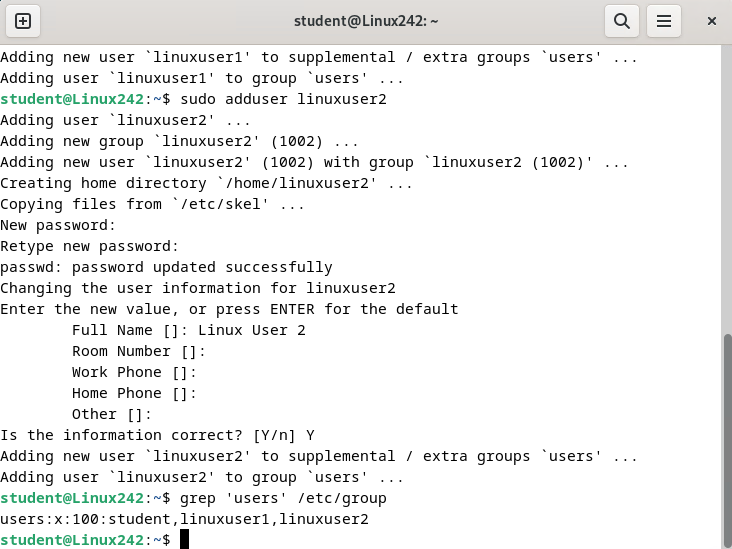 student@Linux242: ~
Adding new user `linuxuser1' to supplemental / extra groups `users' ...
Adding user `linuxuser1' to group `users' ...
student@Linux242:~$ sudo adduser linuxuser2
Adding user `linuxuser2' ...
Adding new group `linuxuser2' (1002) ...
Adding new user `linuxuser2' (1002) with group `linuxuser2 (1002)' ...
Creating home directory `/home/linuxuser2' ...
Copying files from `/etc/skel' ...
New password:
Retype new password:
passwd: password updated successfully
Changing the user information for linuxuser2
Enter the new value, or press ENTER for the default
        Full Name []: Linux User 2
        Room Number []:
        Work Phone []:
        Home Phone []:
        Other []:
Is the information correct? [Y/n] Y
Adding new user `linuxuser2' to supplemental / extra groups `users' ...
Adding user `linuxuser2' to group `users' ...
student@Linux242:~$ grep 'users' /etc/group
users:x:100:student,linuxuser1,linuxuser2
student@Linux242:~$